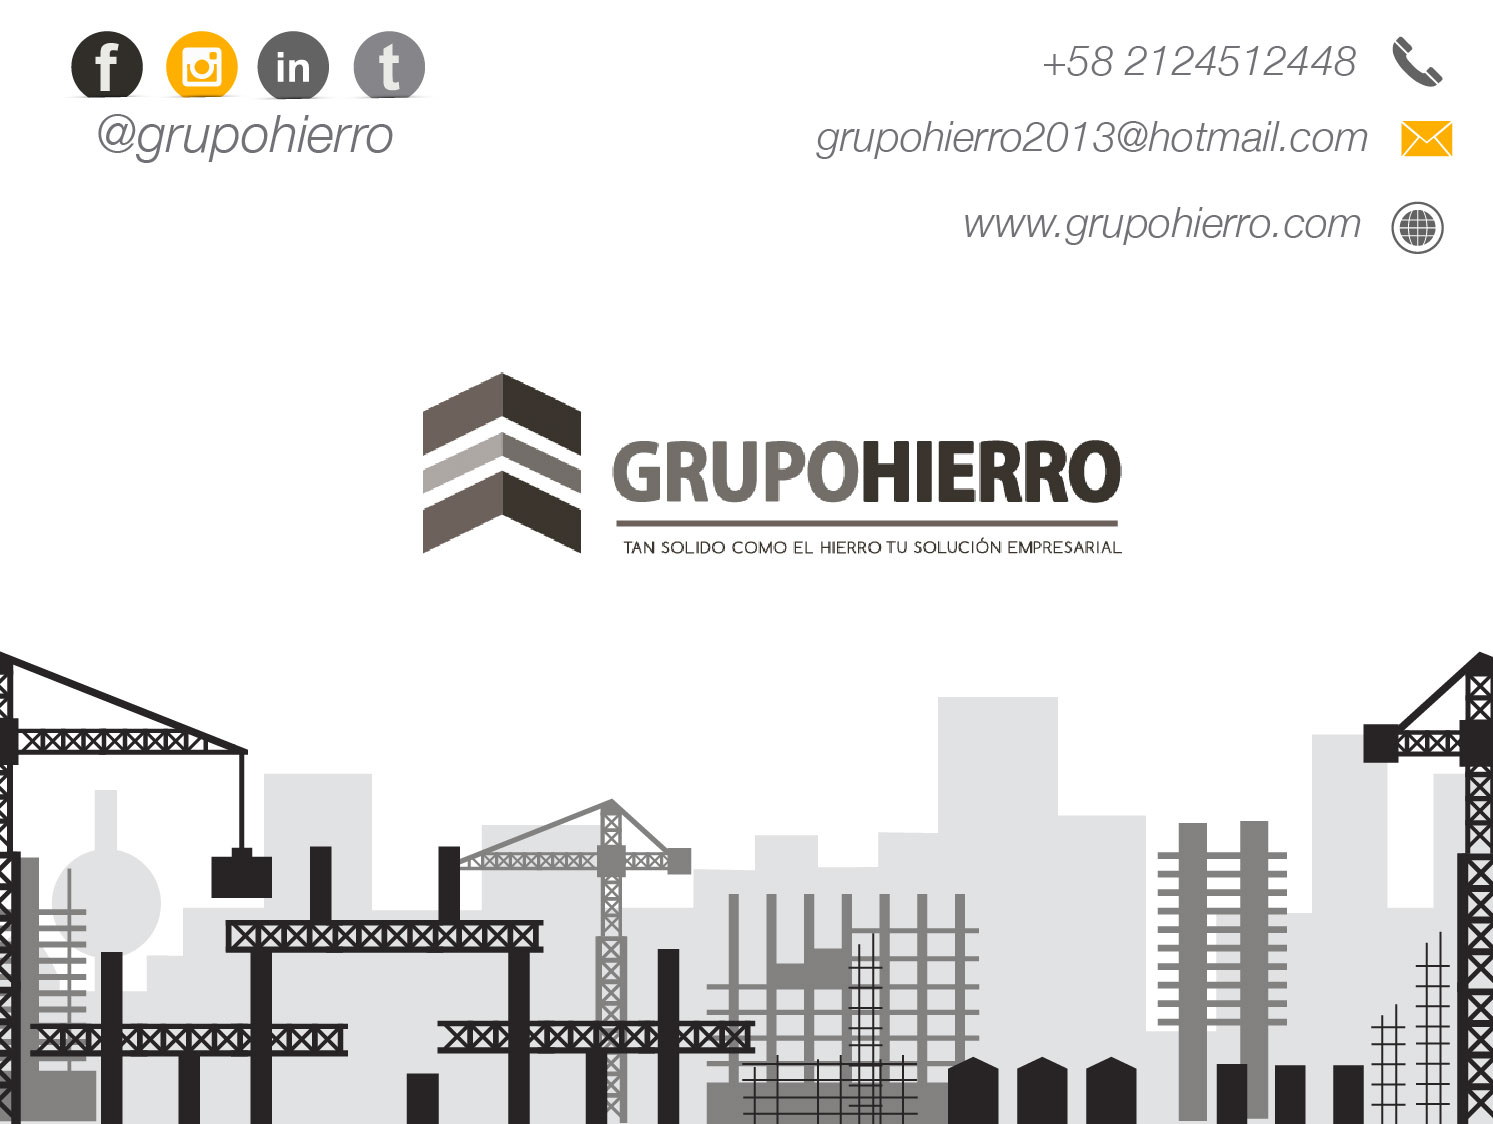 @grupohierro
+58 2124512448
grupohierro2013@hotmail.com
www.grupohierro.com
GRUPOHIERRO
TAN SOLIDO COMO EL HIERRO TU SOLUCIÓN EMPRESARIAL